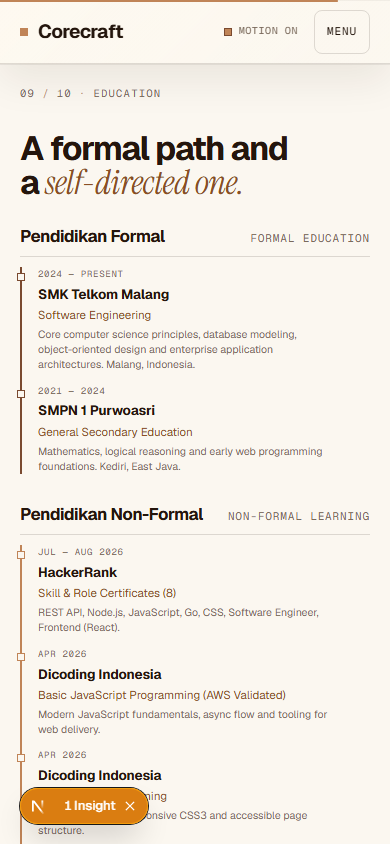 Corecraft
MOTION ON
MENU
09 / 10 · EDUCATION
A formal path and
a self-directed one.
Pendidikan Formal
FORMAL EDUCATION
2024 — PRESENT
SMK Telkom Malang
Software Engineering
Core computer science principles, database modeling,
object-oriented design and enterprise application
architectures. Malang, Indonesia.
2021 — 2024
SMPN 1 Purwoasri
General Secondary Education
Mathematics, logical reasoning and early web programming
foundations. Kediri, East Java.
Pendidikan Non-Formal
NON-FORMAL LEARNING
JUL — AUG 2026
HackerRank
Skill & Role Certificates (8)
REST API, Node.js, JavaScript, Go, CSS, Software Engineer,
Frontend (React).
APR 2026
Dicoding Indonesia
Basic JavaScript Programming (AWS Validated)
Modern JavaScript fundamentals, async flow and tooling for
web delivery.
APR 2026
Dicoding Indonesia
N 1 Insight
CSS3 and accessible page
structure.